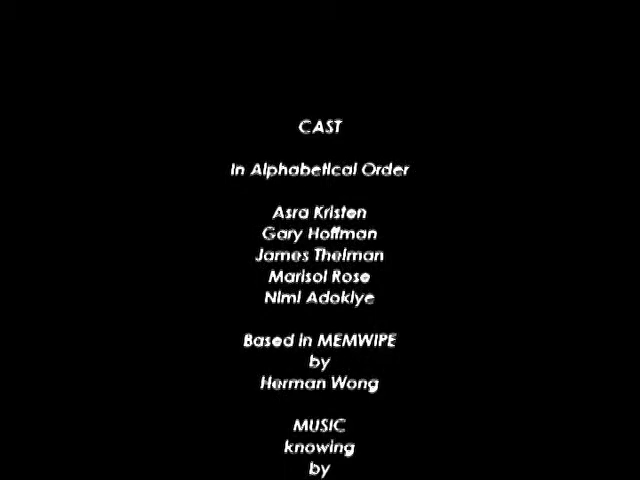 CAST
In Alphabetical Order
Asra Kristen
Gary Hoffman
James Thelman
Marisol Rose
Nimi Adokiye
Based in MEMWIPE
by
Herman Wong
MUSIC
knowing
by